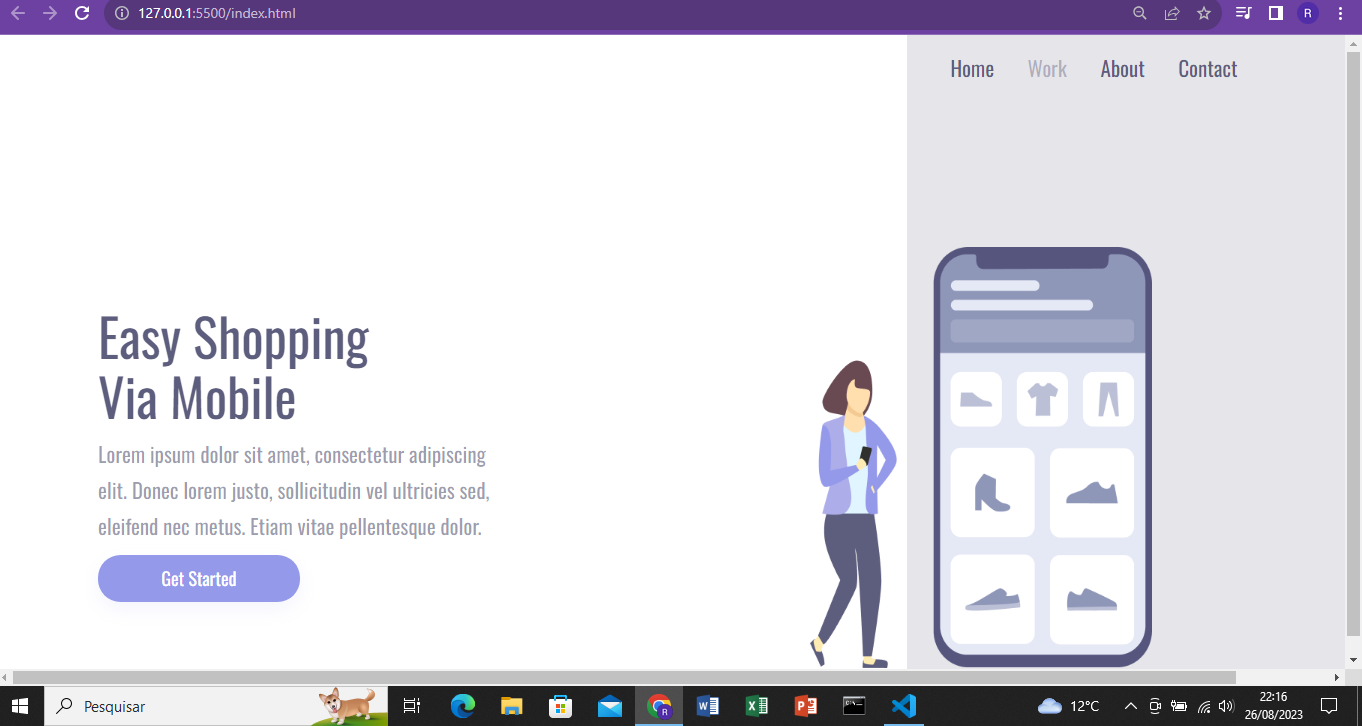 127.0.0.1:5500/index.html
R
Home Work About Contact
Easy Shopping
Via Mobile
Lorem ipsum dolor sit amet, consectetur adipiscing
elit. Donec lorem justo, sollicitudin vel ultricies sed,
eleifend nec metus. Etiam vitae pellentesque dolor.
Get Started
Pesquisar
12°C
22:16
26/08/2023